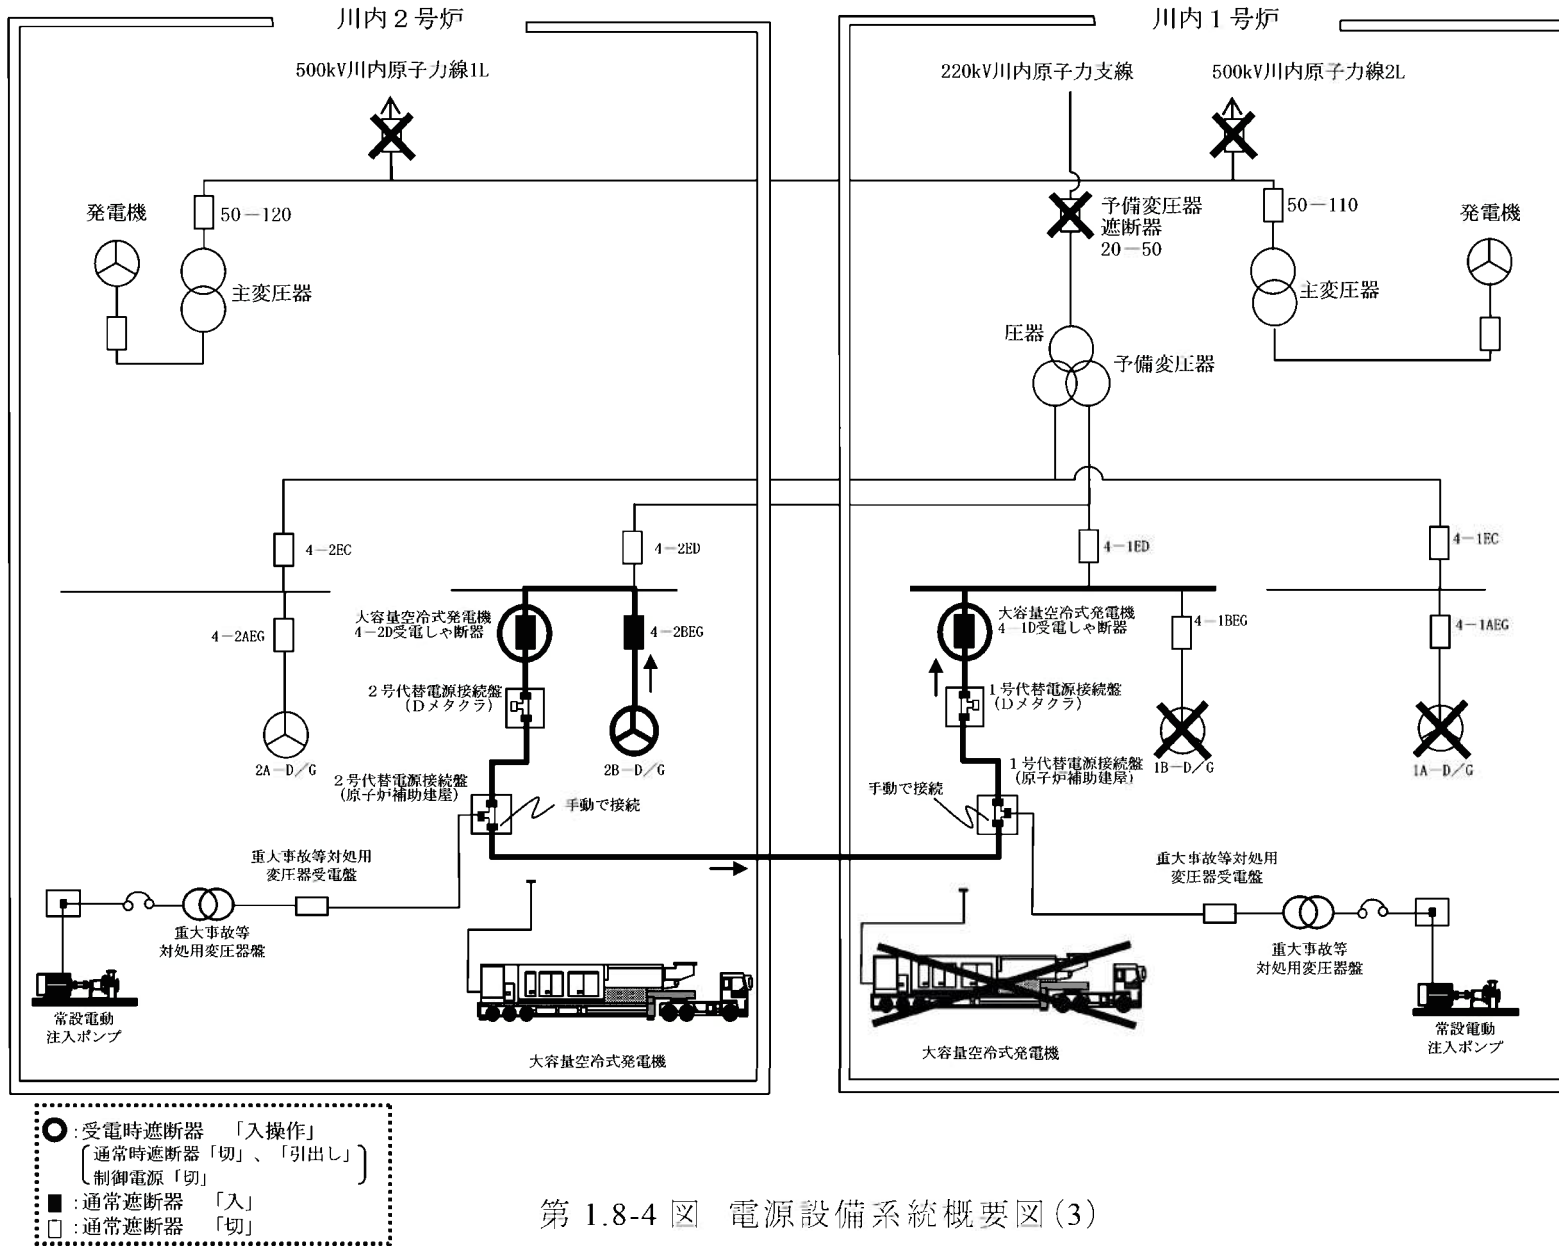 川内２号炉
川内１号炉
500kV川内原子力線1L
220kV川内原子力支線
500kV川内原子力線2L
発電機
50－120
主変圧器
予備変圧器
遮断器
20－50
50－110
発電機
主変圧器
圧器
予備変圧器
4－2EC
4－2ED
4－1ED
4－1EC
4－2AEG
大容量空冷式発電機
4－2D受電しゃ断器
4－2BEG
大容量空冷式発電機
4－1D受電しゃ断器
4－1BEG
4－1AEG
２号代替電源接続盤
（Ｄメタクラ）
１号代替電源接続盤
(Ｄメタクラ）
2A－D／G
２号代替電源接続盤
(原子炉補助建屋)
2B－D／G
１号代替電源接続盤
(原子炉補助建屋)
1B－D／G
1A－D／G
手動で接続
手動で接続
重大事故等対処用
変圧器受電盤
重大事故等対処用
変圧器受電盤
重大事故等
対処用変圧器盤
重大事故等
対処用変圧器盤
常設電動
注入ポンプ
大容量空冷式発電機
大容量空冷式発電機
常設電動
注入ポンプ
：受電時遮断器　「入操作」
通常時遮断器「切」、「引出し」
制御電源「切」
：通常遮断器　「入」
：通常遮断器　「切」
第 1.8-4 図　電源設備系統概要図(3)